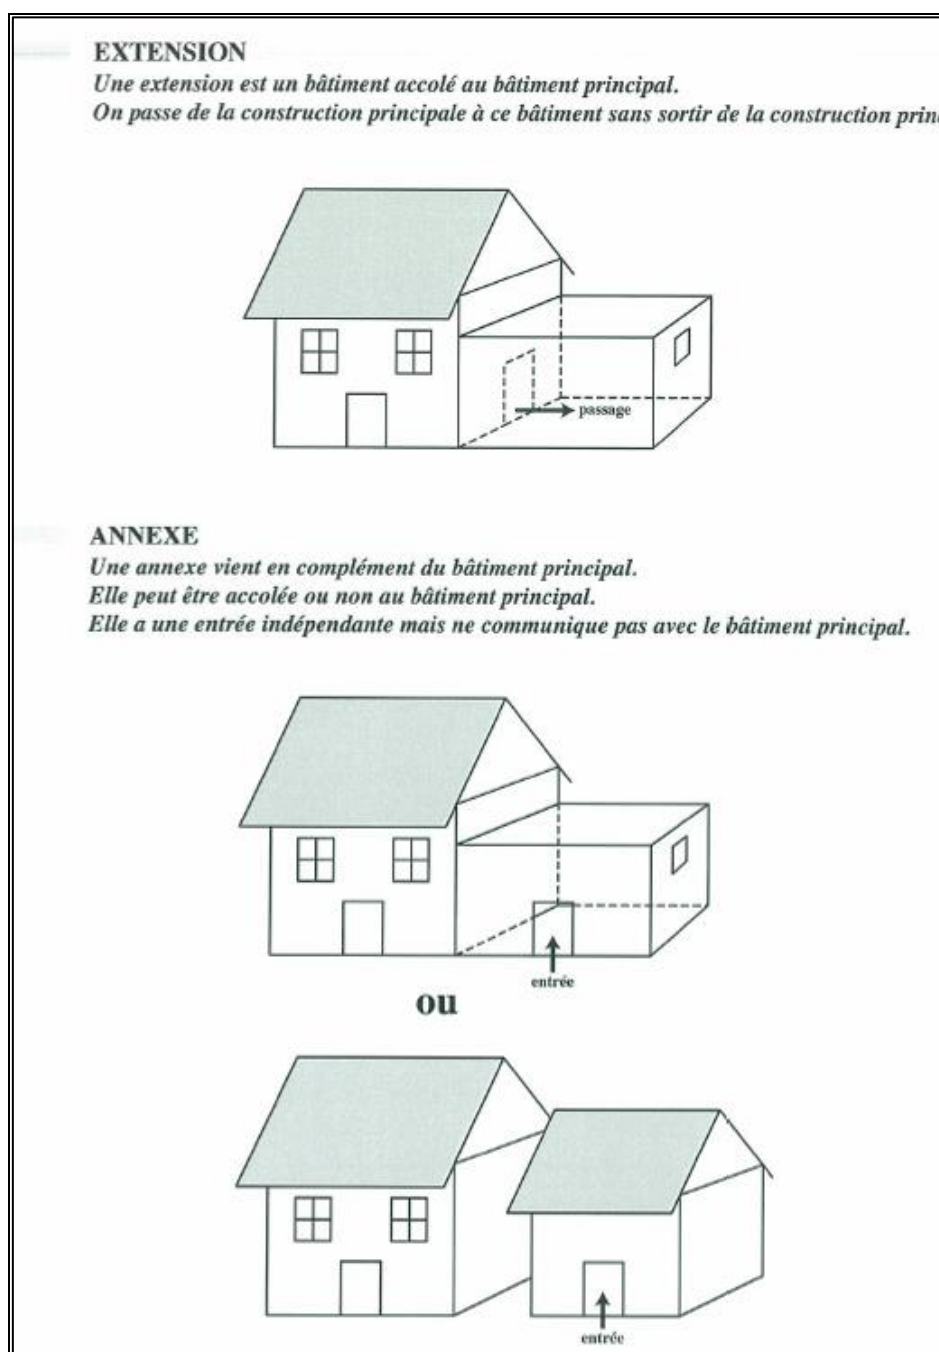 EXTENSION
Une extension est un bâtiment accolé au bâtiment principal.
On passe de la construction principale à ce bâtiment sans sortir de la construction
passage
ANNEXE
Une annexe vient en complément du bâtiment principal.
Elle peut être accolée ou non au bâtiment principal.
Elle a une entrée indépendante mais ne communique pas avec le bâtiment principal.
entrée
ou
entrée